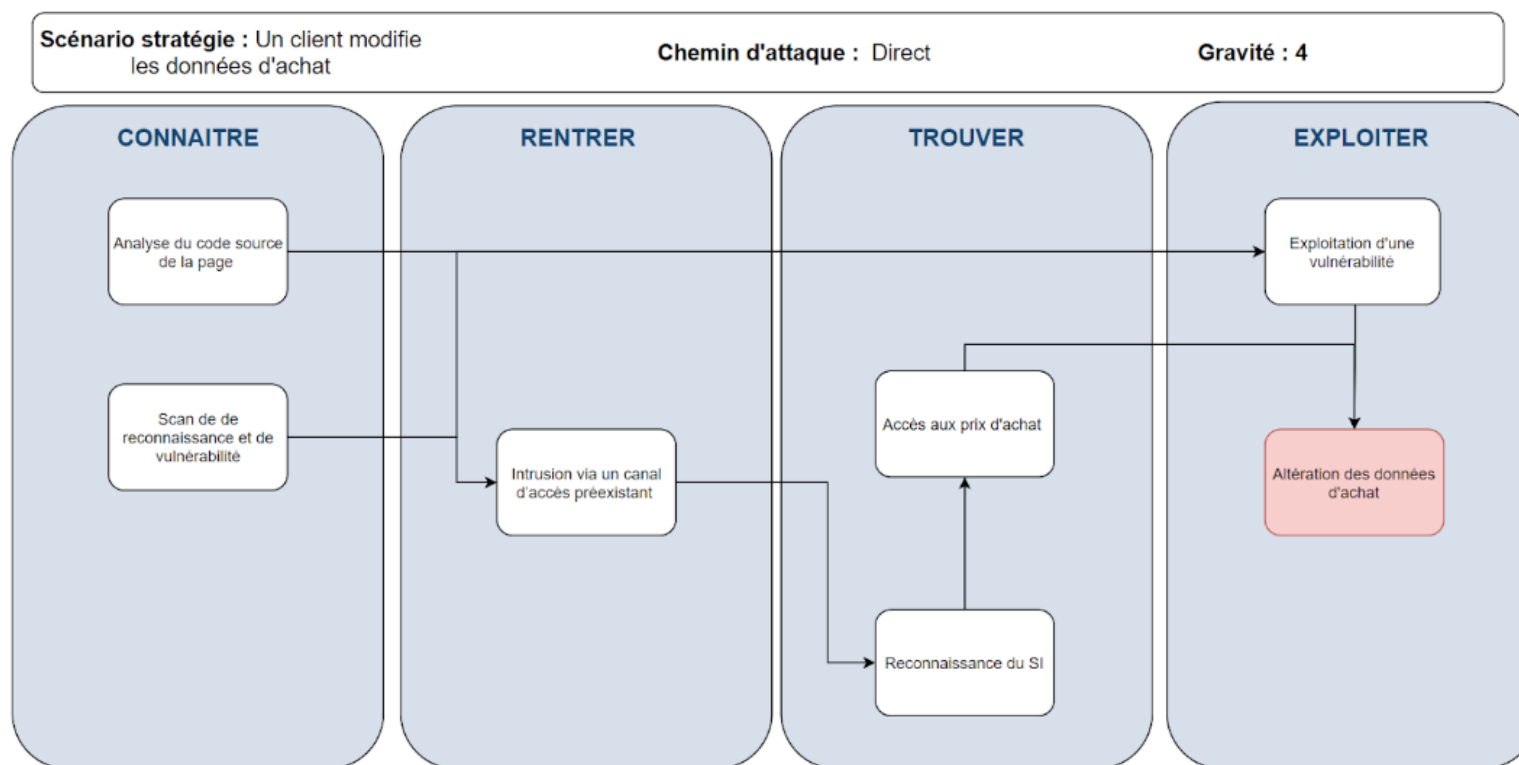 Scénario stratégie : Un client modifie
les données d'achat
Chemin d'attaque : Direct
Gravité : 4
CONNAITRE
RENTRER
TROUVER
EXPLOITER
Analyse du code source
de la page
Exploitation d'une
vulnérabilité
Scan de de
reconnaissance et de
vulnérabilité
Accès aux prix d'achat
Intrusion via un canal
d'accès préexistant
Altération des données
d'achat
Reconnaissance du SI